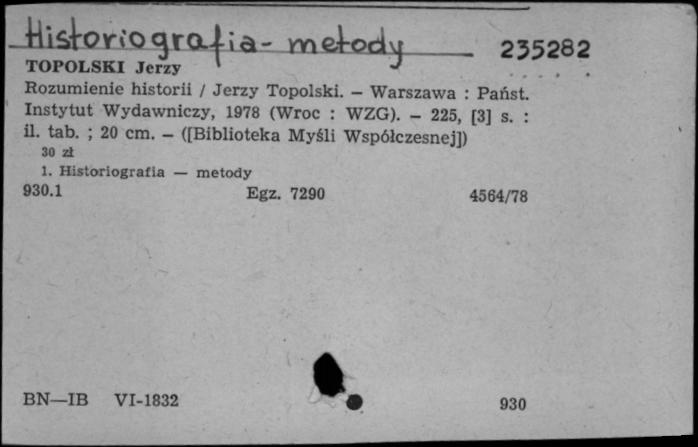 Historiografia - metody 235282
TOPOLSKI Jerzy
Rozumienie historii / Jerzy Topolski. — Warszawa : Państ.
Instytut Wydawniczy, 1978 (Wroc : WZG). — 225, [3] s. :
il. tab. ; 20 cm. — ([Biblioteka Myśli Współczesnej])
30 zł
1. Historiografia — metody
930.1 Egz. 7290 4564/78
BN—IB VI-1832 930